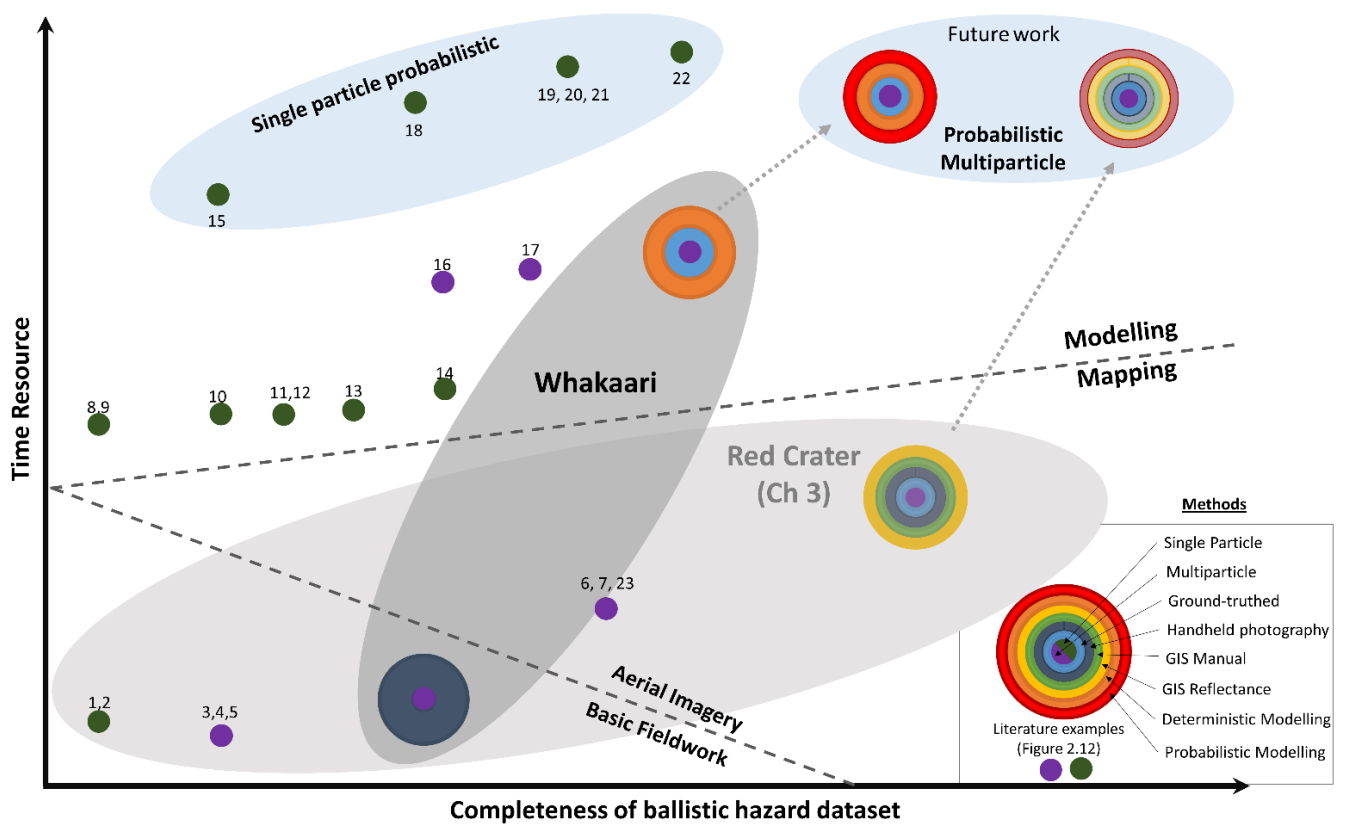 Time Resource
Single particle probabilistic
15
18
19, 20, 21
22
Future work
Probabilistic
Multiparticle
16
17
Whakaari
Modelling
Mapping
8,9
10
11,12
13
14
Red Crater
(Ch 3)
6, 7, 23
1,2
3,4,5
Aerial Imagery
Basic Fieldwork
Methods
Single Particle
Multiparticle
Ground-truthed
Handheld photography
GIS Manual
GIS Reflectance
Deterministic Modelling
Probabilistic Modelling
Literature examples
(Figure 2.12)
Completeness of ballistic hazard dataset